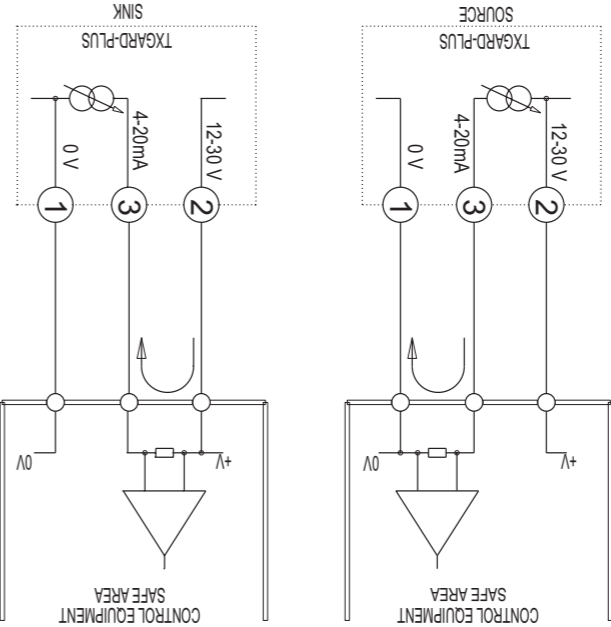 CONTROL EQUIPMENT
SAFE AREA
+V
0V
2
3
1
12-30 V
4-20mA
0 V
TXGARD-PLUS
SOURCE
CONTROL EQUIPMENT
SAFE AREA
+V
0V
2
3
1
12-30 V
4-20mA
0 V
TXGARD-PLUS
SINK